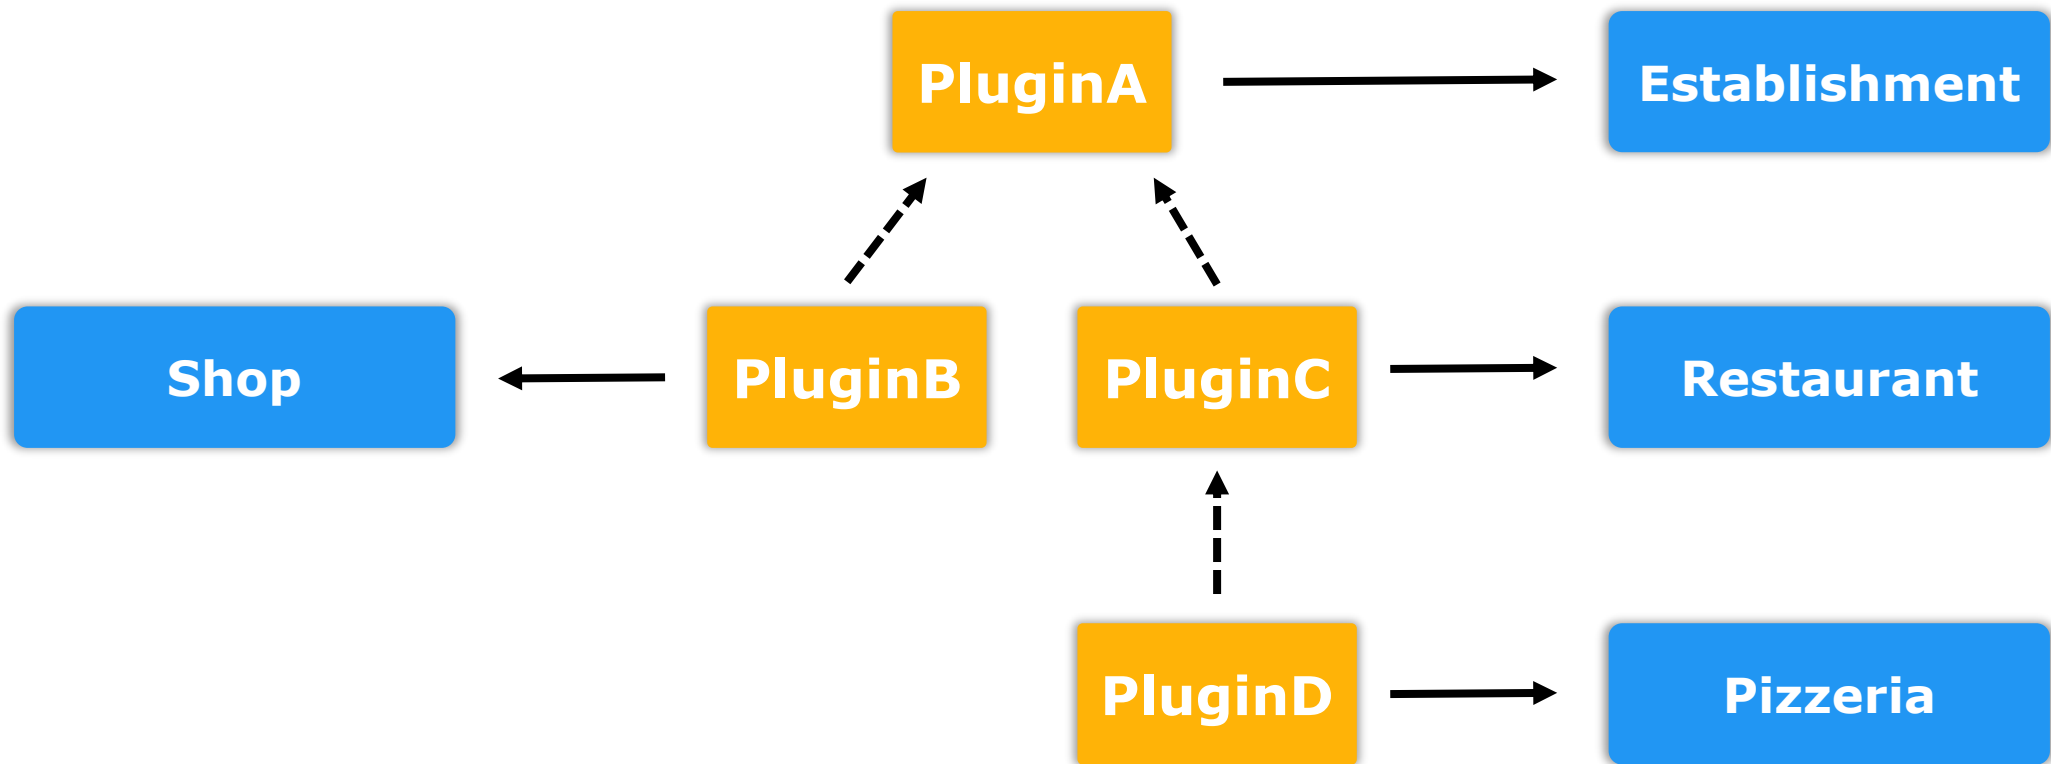 PluginA
Establishment
Shop
PluginB
PluginC
Restaurant
PluginD
Pizzeria